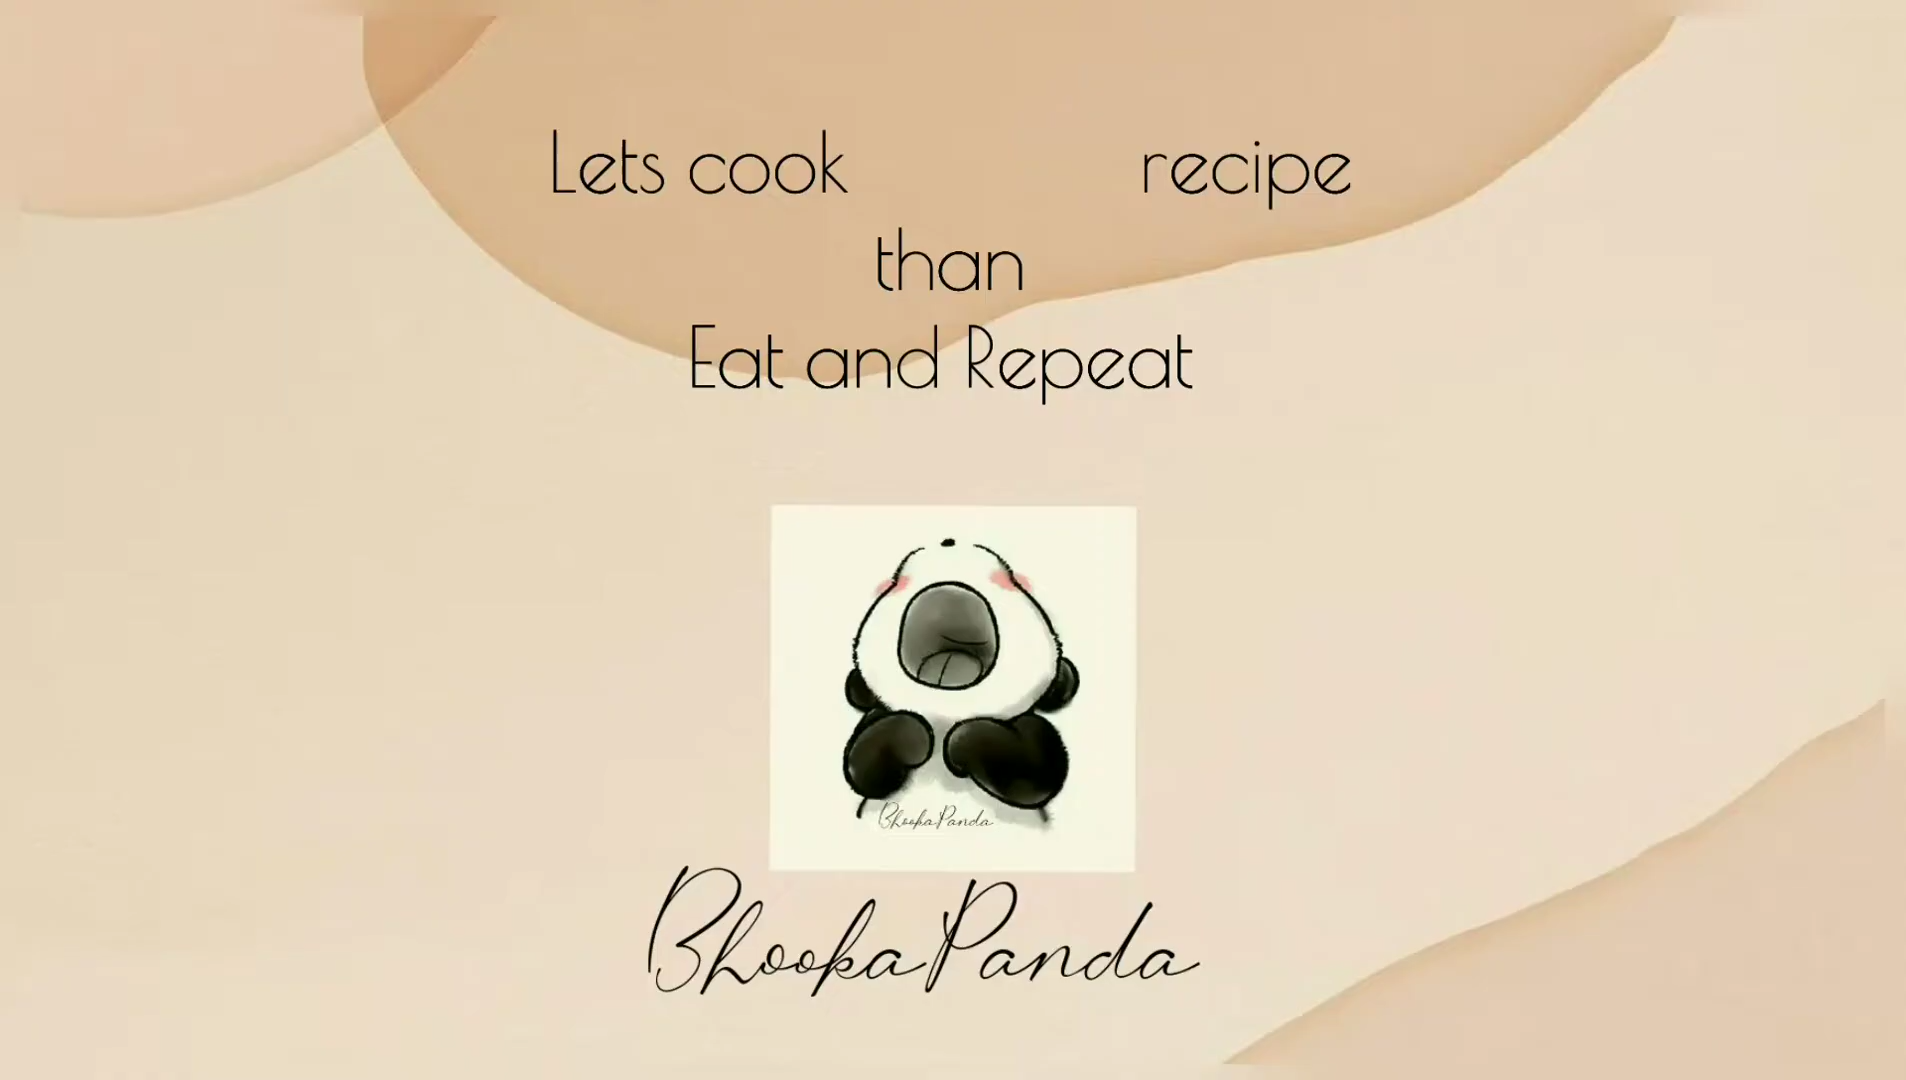 Lets cook recipe
than
Eat and Repeat
BhookaPanda
BhookaPanda